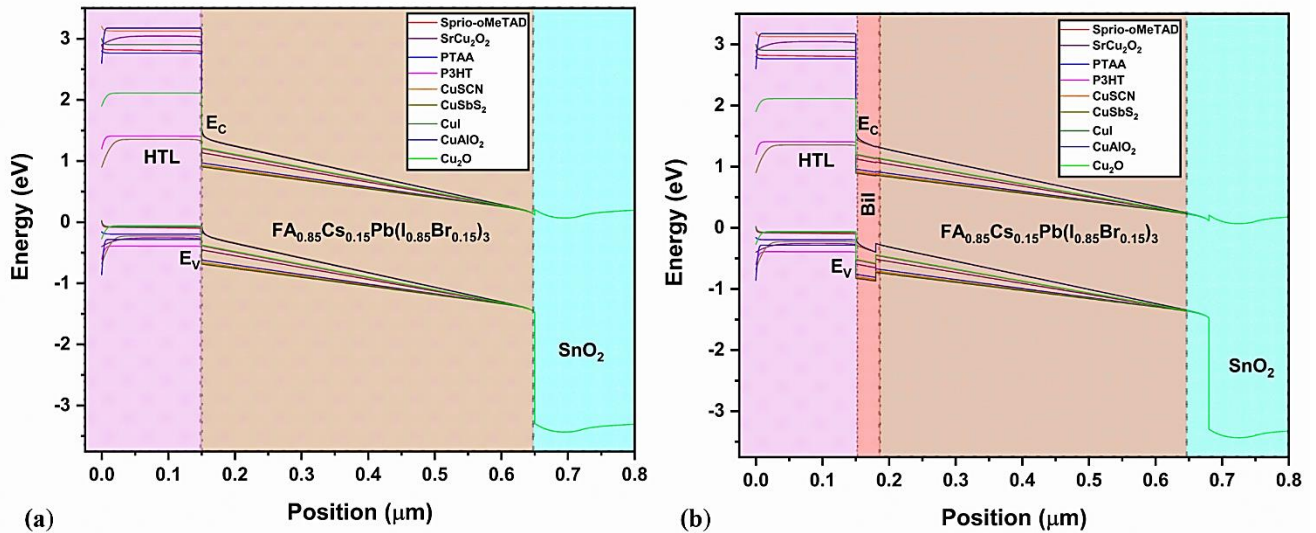 Sprio-oMeTAD
SrCu₂O₂
PTAA
P3HT
CuSCN
CuSbS₂
CuI
CuAlO₂
Cu₂O
3
2
1
0
-1
-2
-3
Energy (eV)
HTL
E_C
E_V
FA₀.₈₅Cs₀.₁₅Pb(I₀.₈₅Br₀.₁₅)₃
SnO₂
0.0 0.1 0.2 0.3 0.4 0.5 0.6 0.7 0.8
Position (μm)
(a)
Sprio-oMeTAD
SrCu₂O₂
PTAA
P3HT
CuSCN
CuSbS₂
CuI
CuAlO₂
Cu₂O
3
2
1
0
-1
-2
-3
Energy (eV)
HTL
E_C
BiI
E_V
FA₀.₈₅Cs₀.₁₅Pb(I₀.₈₅Br₀.₁₅)₃
SnO₂
0.0 0.1 0.2 0.3 0.4 0.5 0.6 0.7 0.8
Position (μm)
(b)